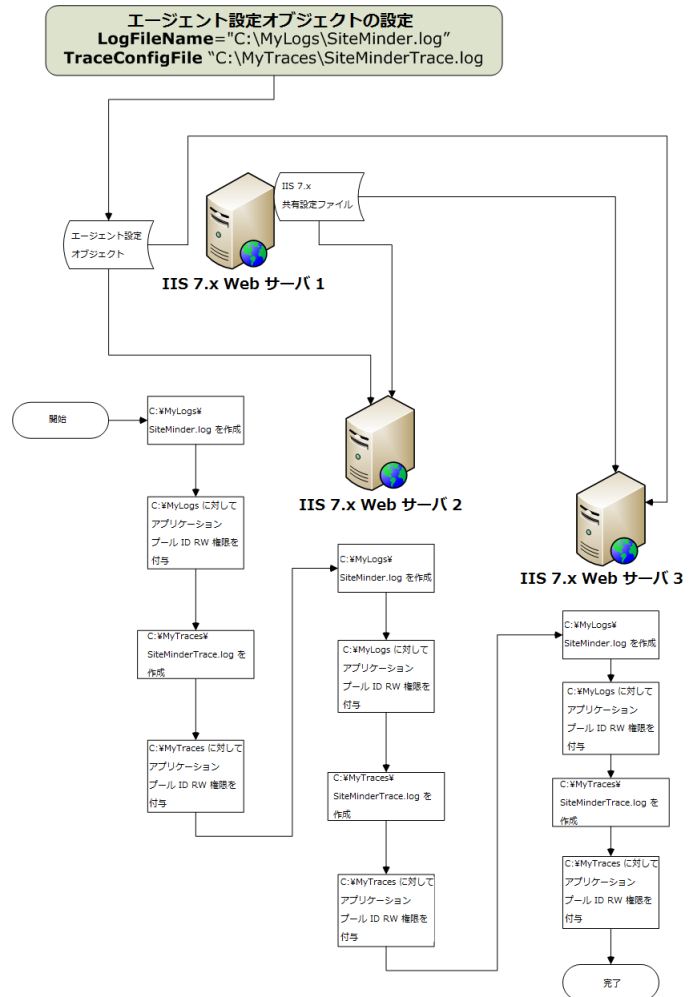 エージェント設定オブジェクトの設定
LogFileName="C:\MyLogs\SiteMinder.log”
TraceConfigFile “C:\MyTraces\SiteMinderTrace.log
IIS 7.x
共有設定ファイル
エージェント設定
オブジェクト
IIS 7.x Web サーバ 1
開始
C:¥MyLogs¥
SiteMinder.log を作成
C:¥MyLogs に対して
アプリケーション
プール ID RW 権限を
付与
C:¥MyTraces¥
SiteMinderTrace.log を
作成
C:¥MyTraces に対して
アプリケーション
プール ID RW 権限を
付与
IIS 7.x Web サーバ 2
C:¥MyLogs¥
SiteMinder.log を作成
C:¥MyLogs に対して
アプリケーション
プール ID RW 権限を
付与
C:¥MyTraces¥
SiteMinderTrace.log を
作成
C:¥MyTraces に対して
アプリケーション
プール ID RW 権限を
付与
IIS 7.x Web サーバ 3
C:¥MyLogs¥
SiteMinder.log を作成
C:¥MyLogs に対して
アプリケーション
プール ID RW 権限を
付与
C:¥MyTraces¥
SiteMinderTrace.log を
作成
C:¥MyTraces に対して
アプリケーション
プール ID RW 権限を
付与
完了